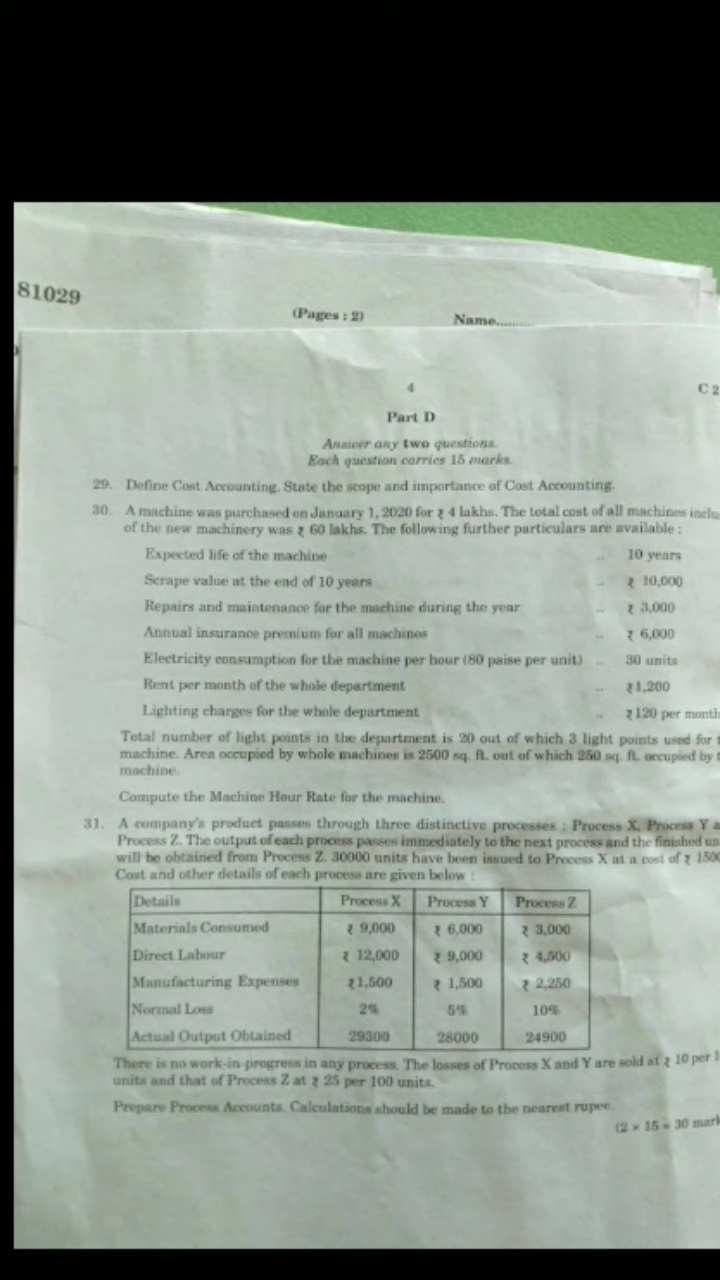 81029
(Pages : 2)
Name..........
4
C 2
Part D
Answer any two questions.
Each question carries 15 marks.
29. Define Cost Accounting. State the scope and importance of Cost Accounting.
30. A machine was purchased on January 1, 2020 for ₹ 4 lakhs. The total cost of all machines inclu
of the new machinery was ₹ 60 lakhs. The following further particulars are available :
Expected life of the machine .. 10 years
Scrape value at the end of 10 years .. ₹ 10,000
Repairs and maintenance for the machine during the year .. ₹ 3,000
Annual insurance premium for all machines .. ₹ 6,000
Electricity consumption for the machine per hour (80 paise per unit) .. 30 units
Rent per month of the whole department .. ₹ 1,200
Lighting charges for the whole department .. ₹ 120 per month
Total number of light points in the department is 20 out of which 3 light points used for t
machine. Area occupied by whole machines is 2500 sq. ft. out of which 250 sq. ft. occupied by t
machine.
Compute the Machine Hour Rate for the machine.
31. A company's product passes through three distinctive processes : Process X, Process Y a
Process Z. The output of each process passes immediately to the next process and the finished un
will be obtained from Process Z. 30000 units have been issued to Process X at a cost of ₹ 1500
Cost and other details of each process are given below :
Details Process X Process Y Process Z
Materials Consumed ₹ 9,000 ₹ 6,000 ₹ 3,000
Direct Labour ₹ 12,000 ₹ 9,000 ₹ 4,500
Manufacturing Expenses ₹1,500 ₹ 1,500 ₹ 2,250
Normal Loss 2% 5% 10%
Actual Output Obtained 29300 28000 24900
There is no work-in-progress in any process. The losses of Process X and Y are sold at ₹ 10 per 1
units and that of Process Z at ₹ 25 per 100 units.
Prepare Process Accounts. Calculations should be made to the nearest rupee.
(2 × 15 = 30 mark